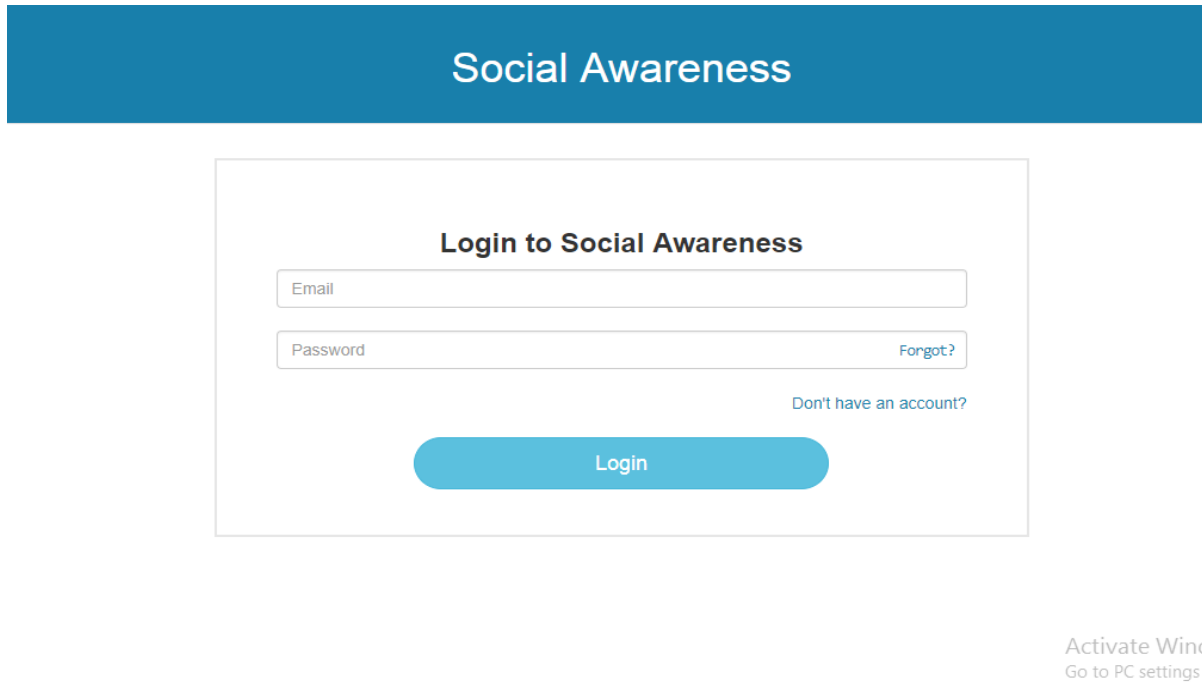 Social Awareness
Login to Social Awareness
Email
Password
Forgot?
Don't have an account?
Login
Activate Wind
Go to PC settings